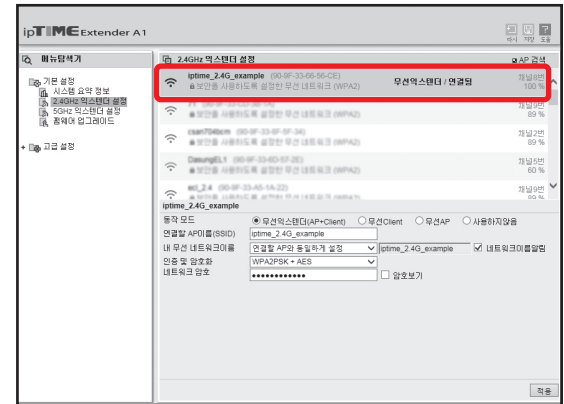 ipTIME Extender A1
메뉴탐색기
기본 설정
시스템 요약 정보
2.4GHz 익스텐더 설정
5GHz 익스텐더 설정
펌웨어 업그레이드
고급 설정
2.4GHz 익스텐더 설정 AP 검색
iptime_2.4G_example (00-9F-33-66-56-CE) 무선익스텐더 / 연결됨 채널8번
보안을 사용하도록 설정한 무선 네트워크 (WPA2) 100 %
채널9번
보안을 사용하도록 설정한 무선 네트워크 (WPA2) 89 %
채널2번
보안을 사용하도록 설정한 무선 네트워크 (WPA2) 89 %
DasungEL1 (00-9F-33-6D-57-2E) 채널5번
보안을 사용하도록 설정한 무선 네트워크 (WPA2) 60 %
(00-9F-33-A5-1A-22) 채널9번
iptime_2.4G_example
동작 모드 무선익스텐더(AP+Client) 무선Client 무선AP 사용하지않음
연결할 AP이름(SSID) iptime_2.4G_example
내 무선 네트워크이름 연결할 AP와 동일하게 설정 iptime_2.4G_example 네트워크이름알림
인증 및 암호화 WPA2PSK + AES
네트워크 암호 •••••••••••• 암호보기
적용